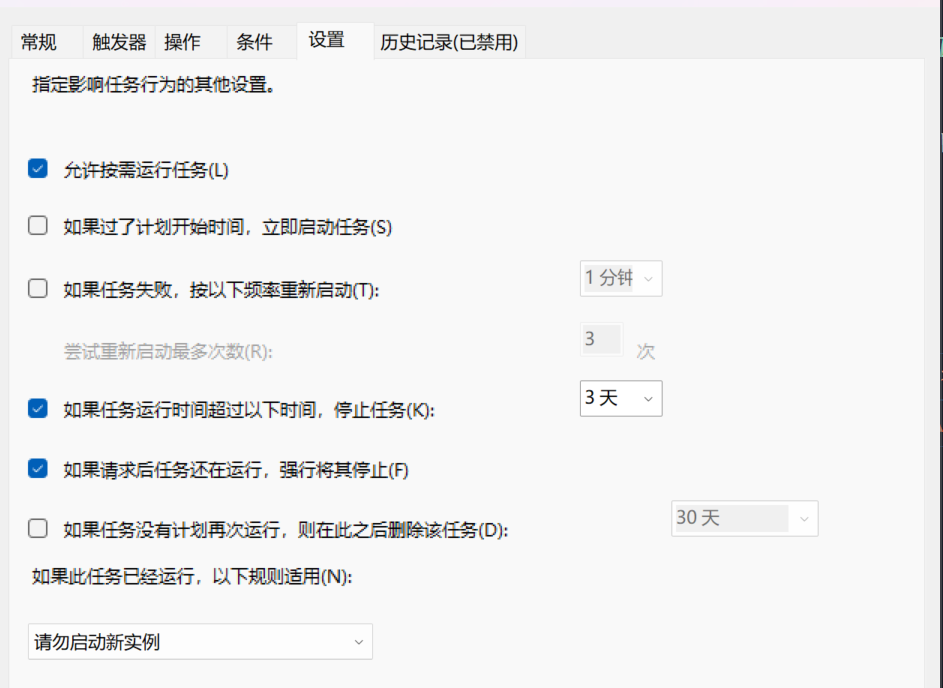 常规 触发器 操作 条件 设置 历史记录(已禁用)
指定影响任务行为的其他设置。
允许按需运行任务(L)
如果过了计划开始时间，立即启动任务(S)
如果任务失败，按以下频率重新启动(T): 1 分钟
尝试重新启动最多次数(R): 3 次
如果任务运行时间超过以下时间，停止任务(K): 3 天
如果请求后任务还在运行，强行将其停止(F)
如果任务没有计划再次运行，则在此之后删除该任务(D): 30 天
如果此任务已经运行，以下规则适用(N):
请勿启动新实例